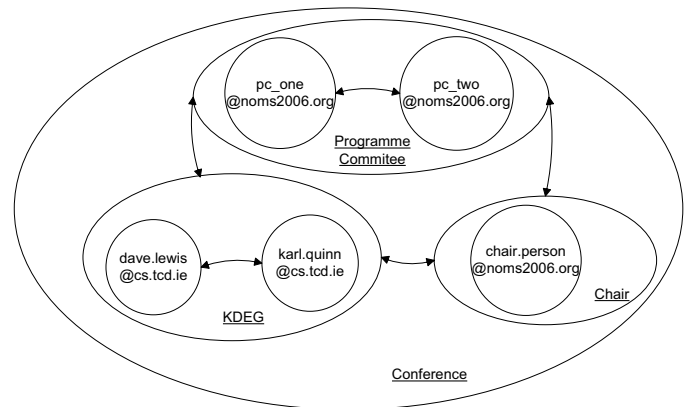 pc_one
@noms2006.org
pc_two
@noms2006.org
Programme
Commitee
dave.lewis
@cs.tcd.ie
karl.quinn
@cs.tcd.ie
KDEG
chair.person
@noms2006.org
Chair
Conference